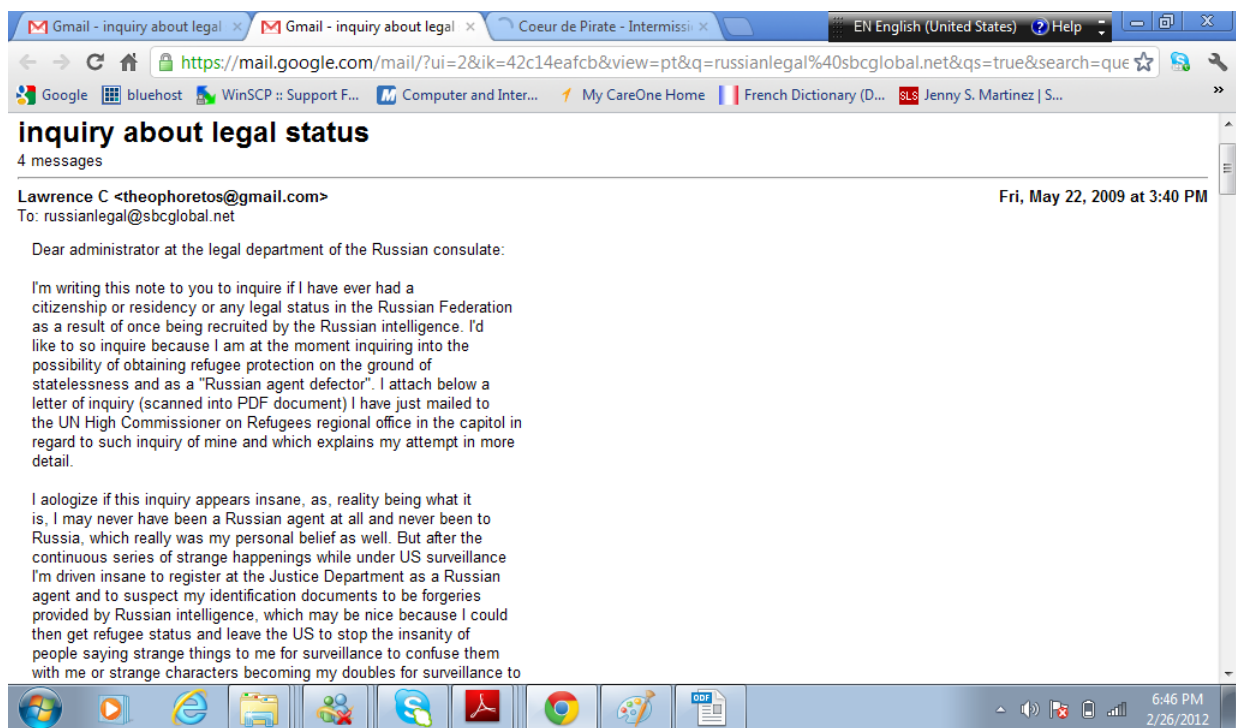 Gmail - inquiry about legal
Gmail - inquiry about legal
Coeur de Pirate - Intermissi
EN English (United States) Help
https://mail.google.com/mail/?ui=2&ik=42c14eafcb&view=pt&q=russianlegal%40sbcglobal.net&qs=true&search=que
Google bluehost WinSCP :: Support F... Computer and Inter... My CareOne Home French Dictionary (D... SLS Jenny S. Martinez | S... »
inquiry about legal status
4 messages
Lawrence C <theophoretos@gmail.com> Fri, May 22, 2009 at 3:40 PM
To: russianlegal@sbcglobal.net
Dear administrator at the legal department of the Russian consulate:
I'm writing this note to you to inquire if I have ever had a
citizenship or residency or any legal status in the Russian Federation
as a result of once being recruited by the Russian intelligence. I'd
like to so inquire because I am at the moment inquiring into the
possibility of obtaining refugee protection on the ground of
statelessness and as a "Russian agent defector". I attach below a
letter of inquiry (scanned into PDF document) I have just mailed to
the UN High Commissioner on Refugees regional office in the capitol in
regard to such inquiry of mine and which explains my attempt in more
detail.
I aologize if this inquiry appears insane, as, reality being what it
is, I may never have been a Russian agent at all and never been to
Russia, which really was my personal belief as well. But after the
continuous series of strange happenings while under US surveillance
I'm driven insane to register at the Justice Department as a Russian
agent and to suspect my identification documents to be forgeries
provided by Russian intelligence, which may be nice because I could
then get refugee status and leave the US to stop the insanity of
people saying strange things to me for surveillance to confuse them
with me or strange characters becoming my doubles for surveillance to
ODF
6:46 PM
2/26/2012